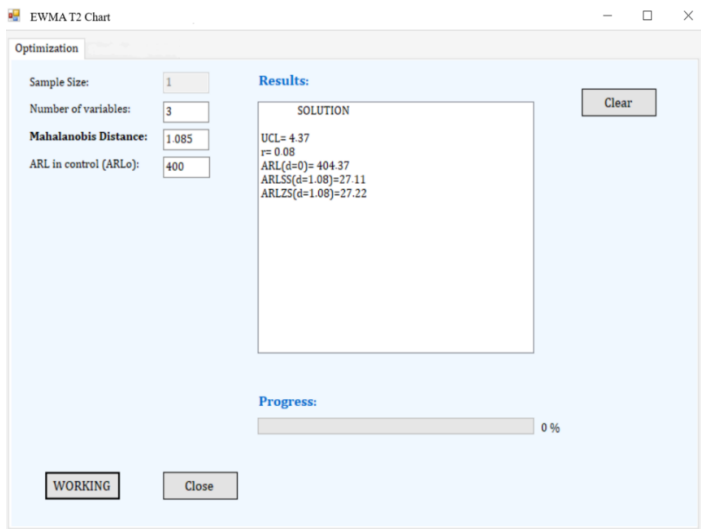 EWMA T2 Chart
Optimization
Sample Size: 1
Number of variables: 3
Mahalanobis Distance: 1.085
ARL in control (ARLo): 400
Results:
SOLUTION
UCL= 4.37
r= 0.08
ARL(d=0)= 404.37
ARLSS(d=1.08)=27.11
ARLZS(d=1.08)=27.22
Clear
Progress:
0 %
WORKING
Close